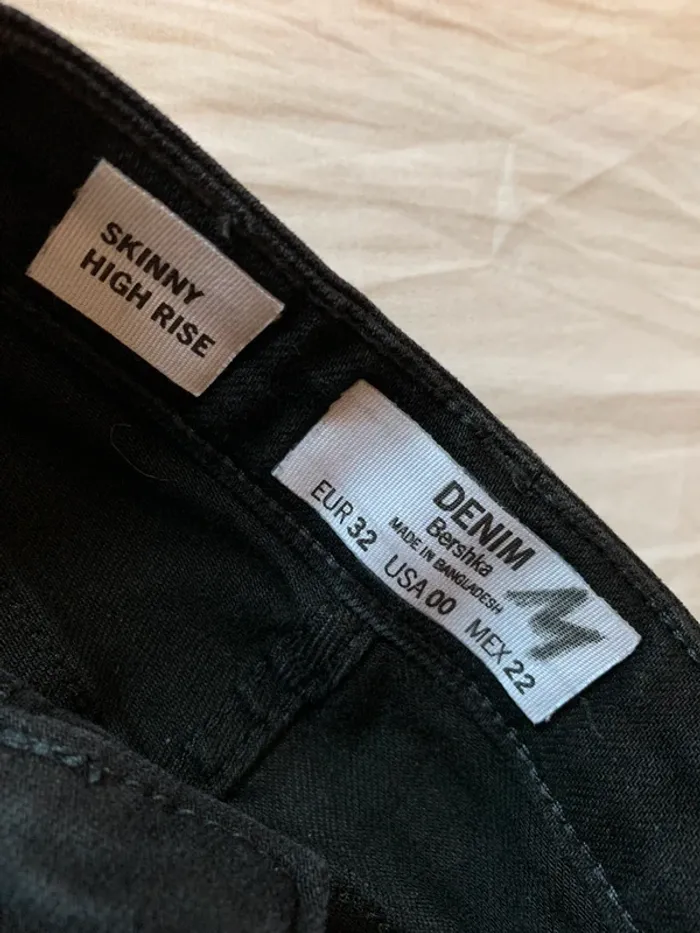 SKINNY
HIGH RISE
DENIM
Bershka
MADE IN BANGLADESH
EUR 32 USA 00 MEX 22